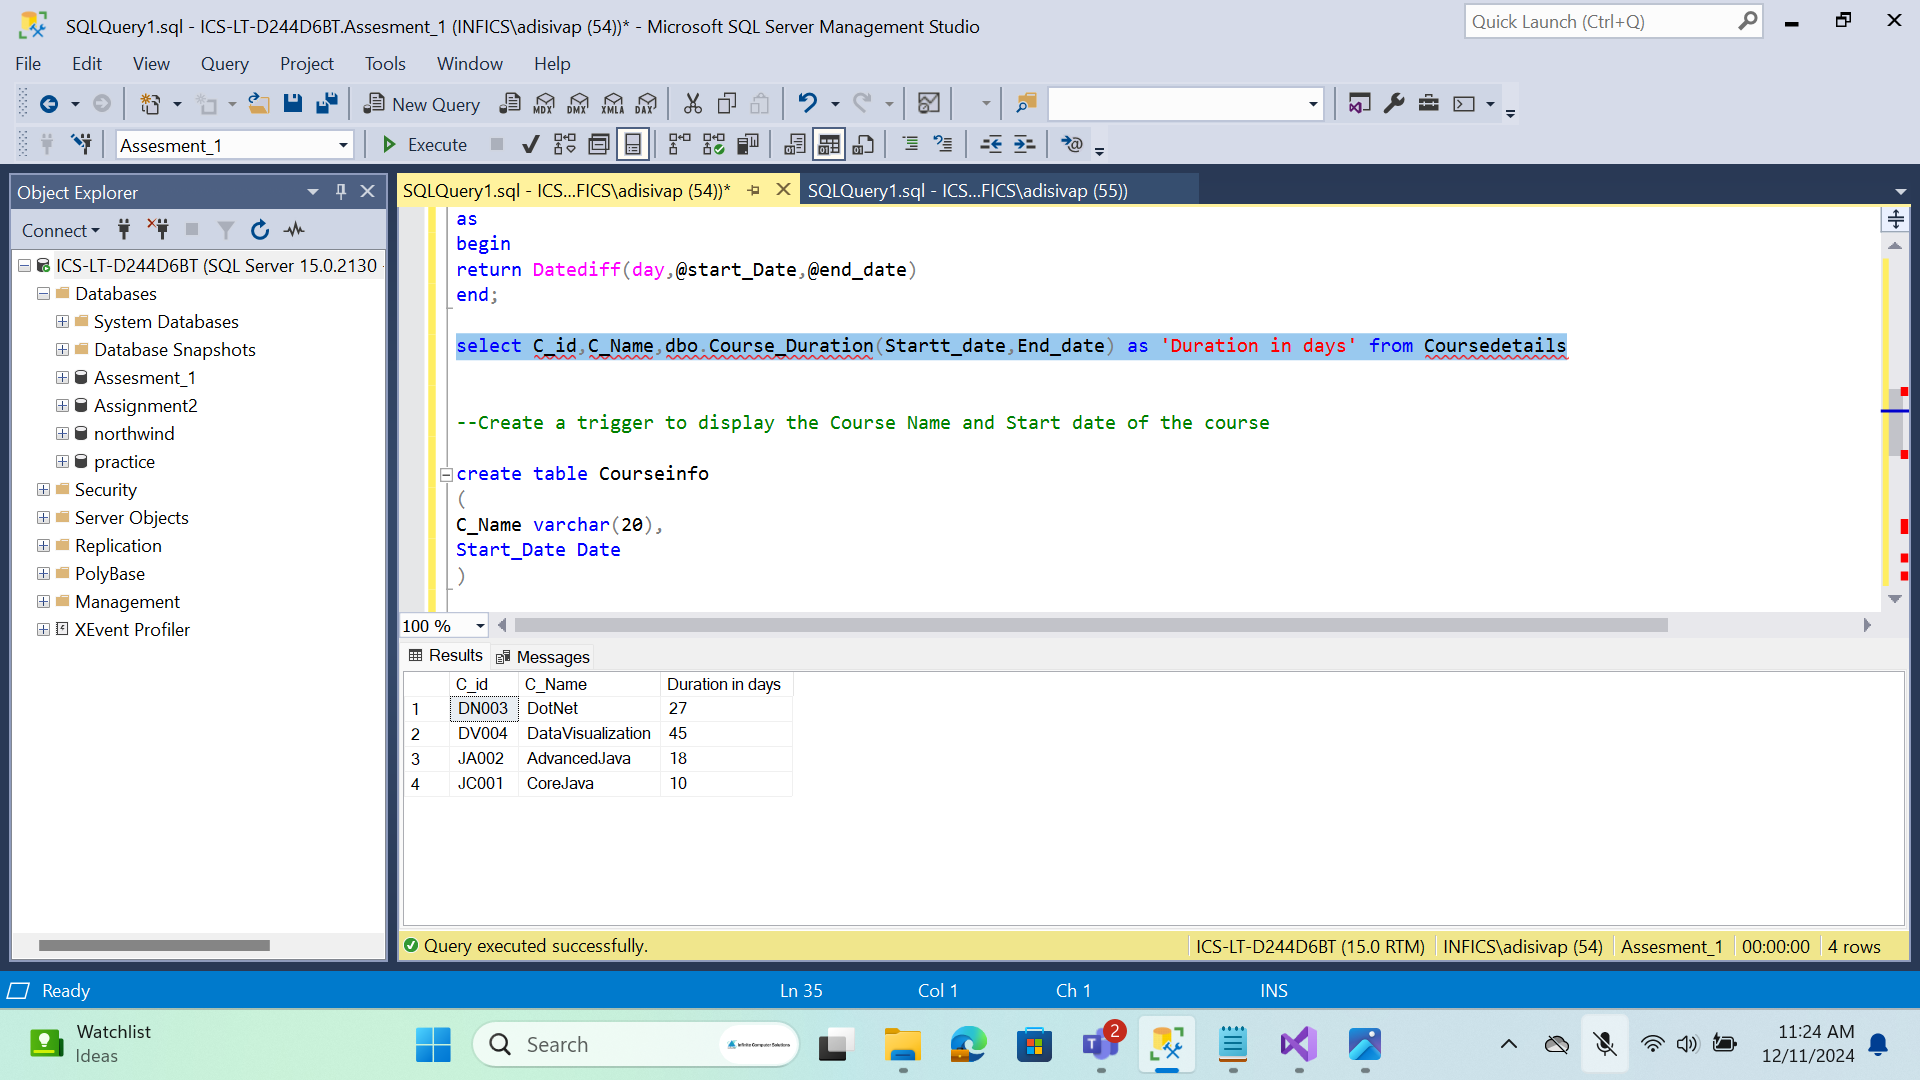 SQLQuery1.sql - ICS-LT-D244D6BT.Assesment_1 (INFICS\adisivap (54))* - Microsoft SQL Server Management Studio
Quick Launch (Ctrl+Q)
File Edit View Query Project Tools Window Help
New Query MDX DMX XMLA DAX
Assesment_1 Execute
Object Explorer
Connect
ICS-LT-D244D6BT (SQL Server 15.0.2130 -
Databases
System Databases
Database Snapshots
Assesment_1
Assignment2
northwind
practice
Security
Server Objects
Replication
PolyBase
Management
XEvent Profiler
SQLQuery1.sql - ICS...FICS\adisivap (54))* SQLQuery1.sql - ICS...FICS\adisivap (55))
as
begin
return Datediff(day,@start_Date,@end_date)
end;
select C_id,C_Name,dbo.Course_Duration(Startt_date,End_date) as 'Duration in days' from Coursedetails
--Create a trigger to display the Course Name and Start date of the course
create table Courseinfo
(
C_Name varchar(20),
Start_Date Date
)
100 %
Results Messages
C_id C_Name Duration in days
1 DN003 DotNet 27
2 DV004 DataVisualization 45
3 JA002 AdvancedJava 18
4 JC001 CoreJava 10
Query executed successfully. ICS-LT-D244D6BT (15.0 RTM) INFICS\adisivap (54) Assesment_1 00:00:00 4 rows
Ready Ln 35 Col 1 Ch 1 INS
Watchlist
Ideas
Search
Infinite Computer Solutions
2
11:24 AM
12/11/2024